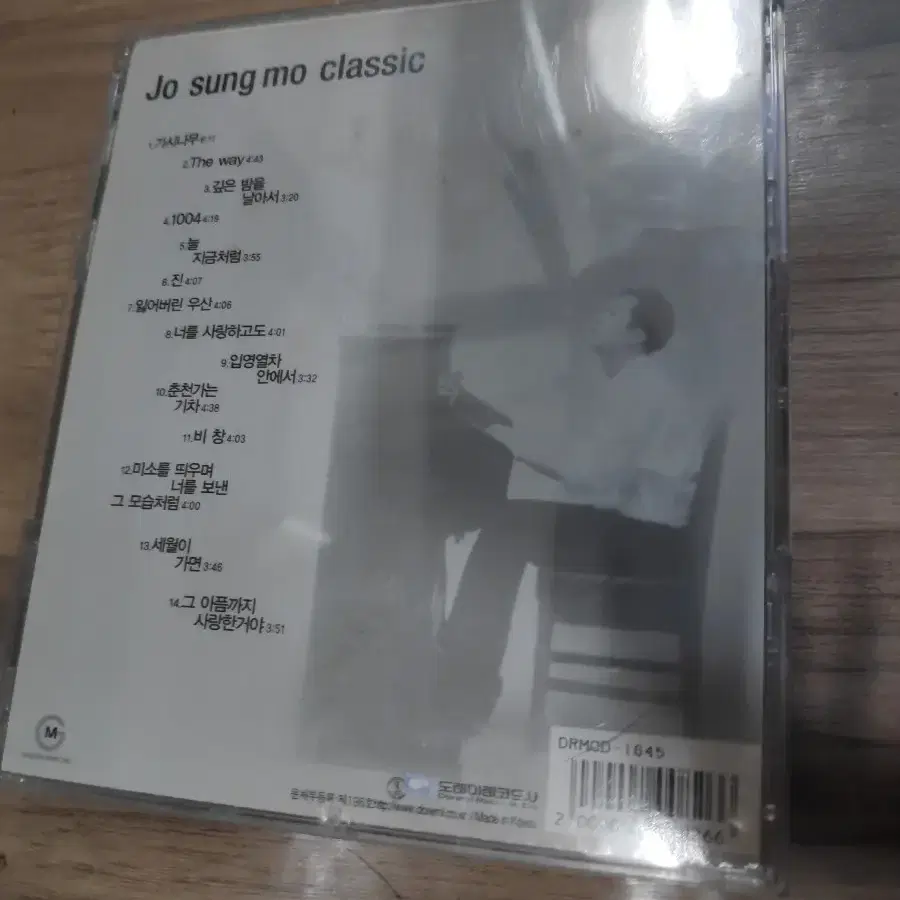 Jo sung mo classic
1.가시나무
2.The way 4:43
3.깊은 밤을
날아서 3:20
4.1004 4:19
5.늘
지금처럼 3:55
6.진 4:07
7.잃어버린 우산 4:06
8.너를 사랑하고도 4:01
9.입영열차
안에서 3:32
10.춘천가는
기차 4:38
11.비 창 4:03
12.미소를 띄우며
너를 보낸
그 모습처럼 4:00
13.세월이
가면 3:46
14.그 아픔까지
사랑한거야 3:51
MG
DRMCD-1645
도레미레코드
/ Made in Korea